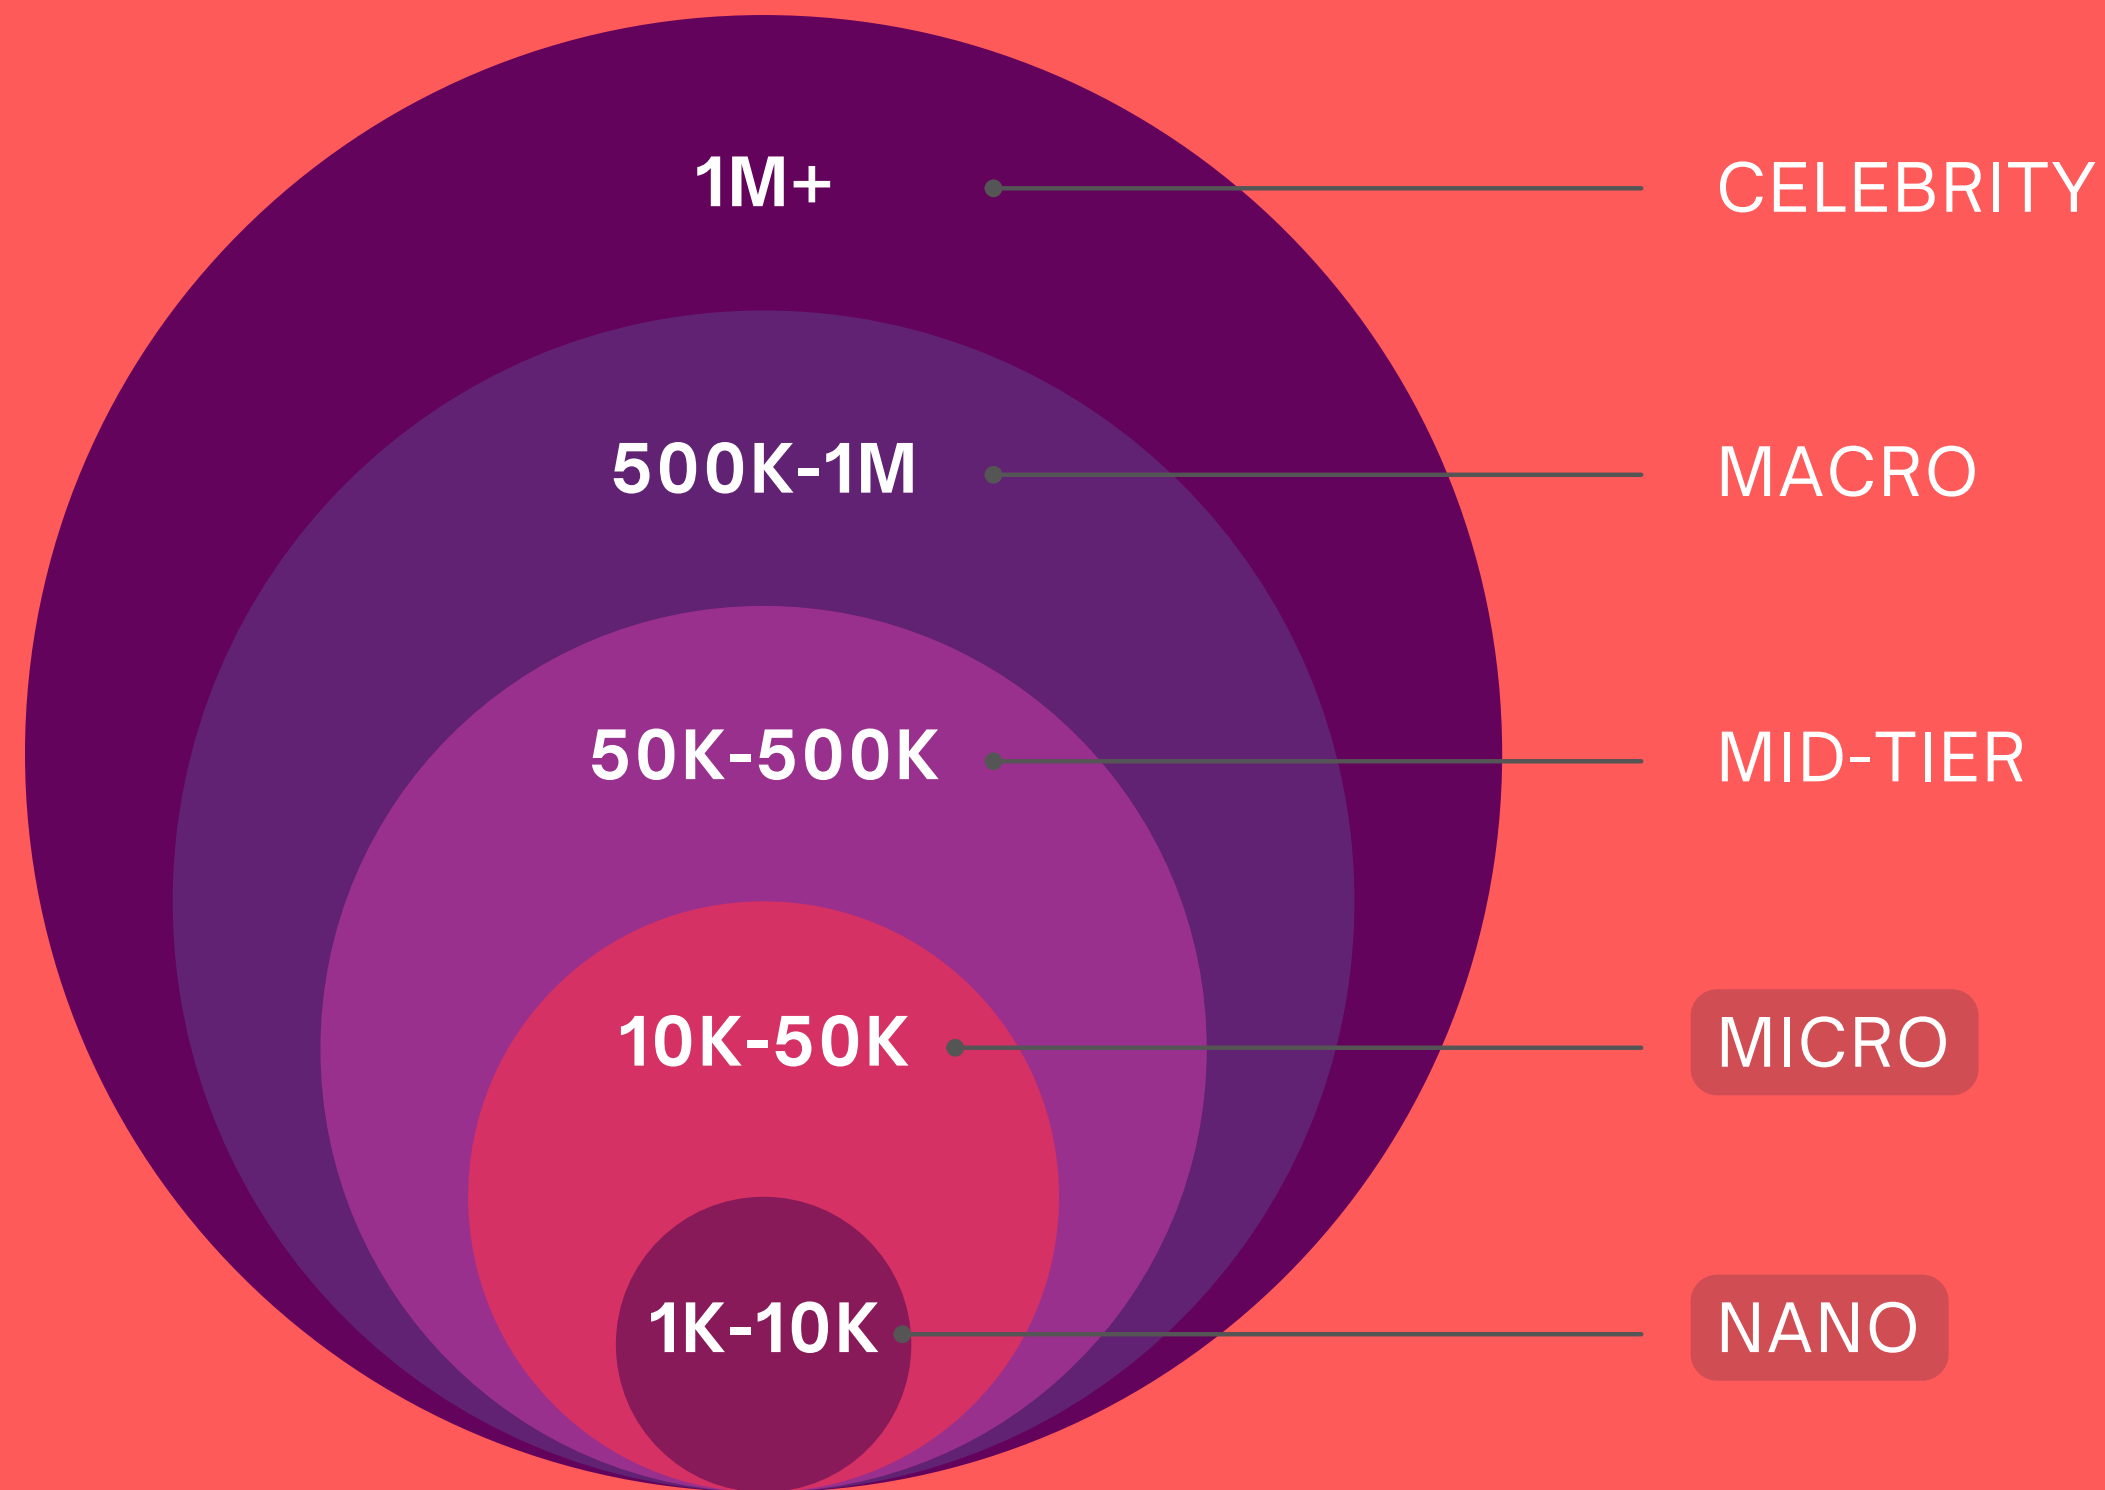 1M+ CELEBRITY
500K-1M MACRO
50K-500K MID-TIER
10K-50K MICRO
1K-10K NANO